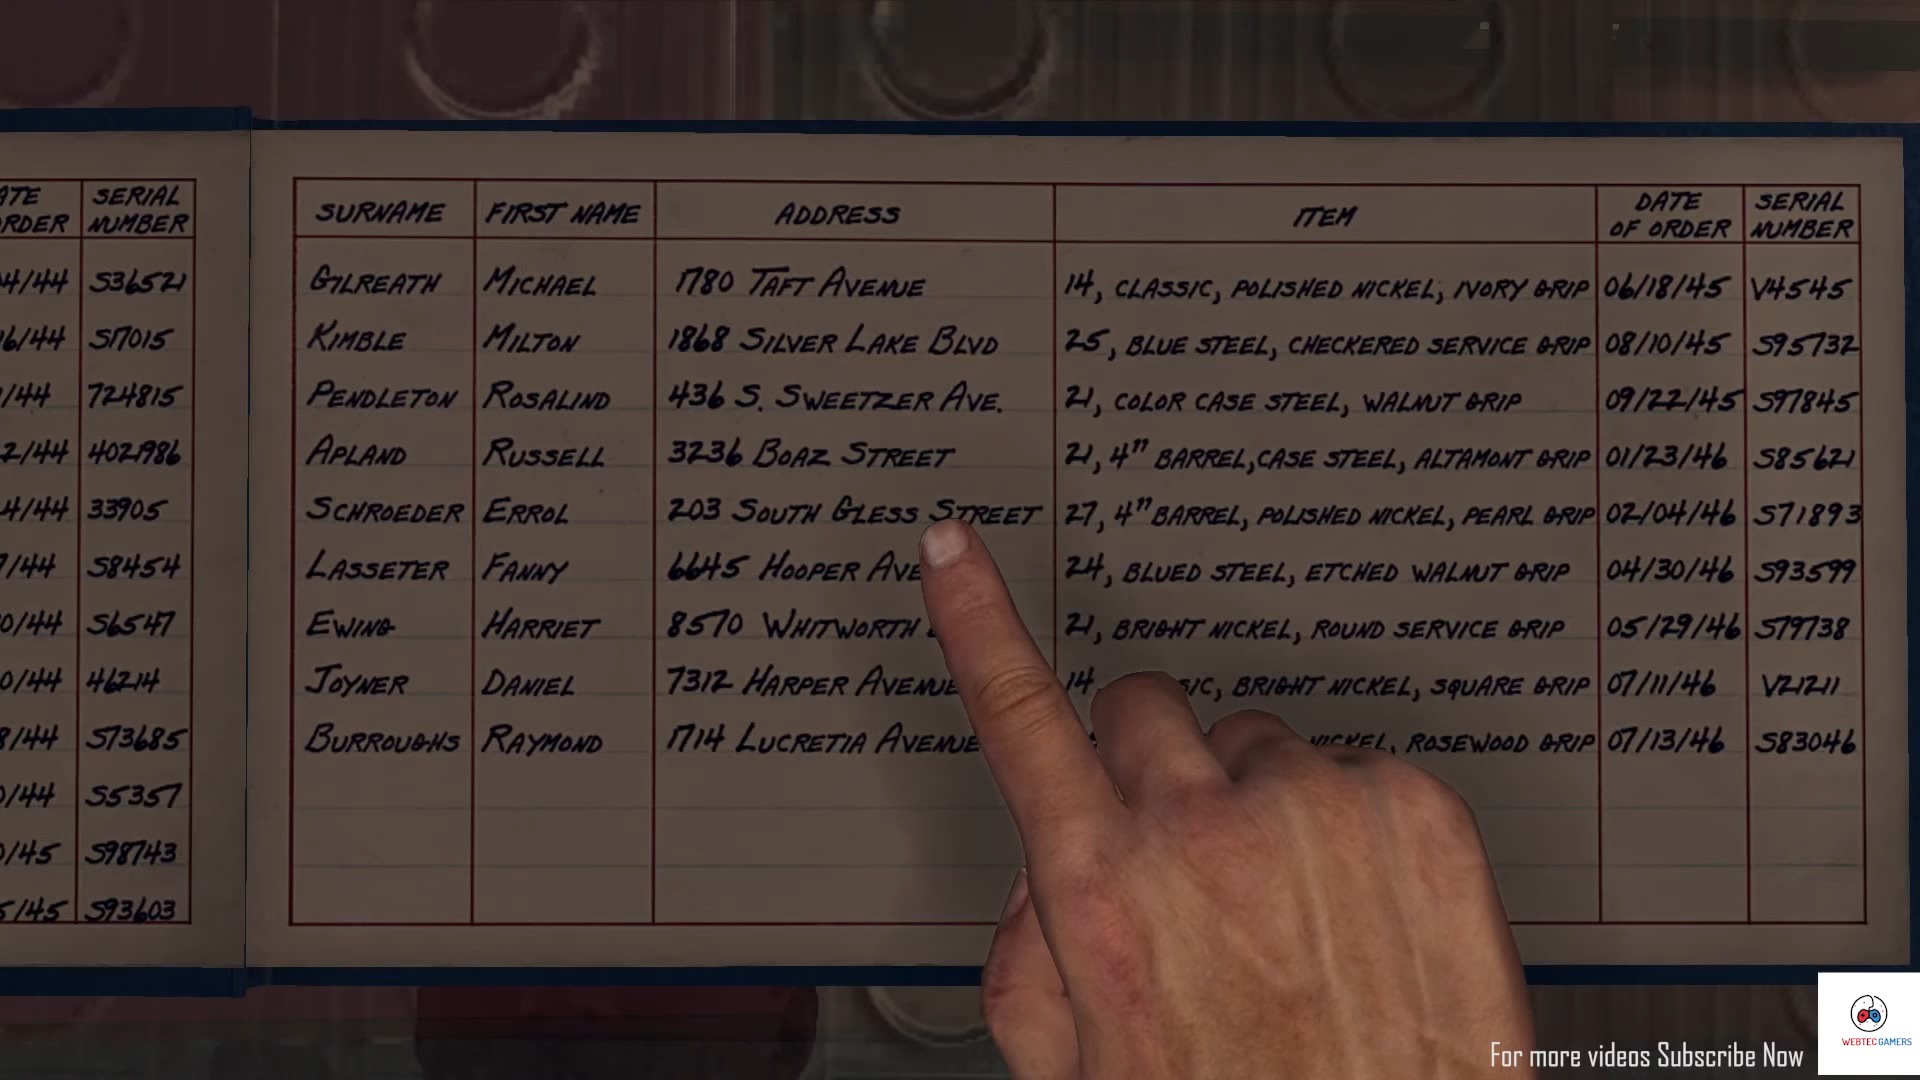 ATE SERIAL
ORDER NUMBER
04/44 S36521
16/44 S17015
/44 724815
2/44 4021986
4/44 33905
7/44 S8454
0/44 S6547
0/44 46214
8/44 S73685
0/44 S5357
0/45 S98743
5/45 S93603
SURNAME FIRST NAME ADDRESS ITEM DATE OF ORDER SERIAL NUMBER
GILREATH MICHAEL 1780 TAFT AVENUE 14, CLASSIC, POLISHED NICKEL, IVORY GRIP 06/18/45 V4545
KIMBLE MILTON 1868 SILVER LAKE BLVD 25, BLUE STEEL, CHECKERED SERVICE GRIP 08/10/45 S95732
PENDLETON ROSALIND 436 S. SWEETZER AVE. 21, COLOR CASE STEEL, WALNUT GRIP 09/22/45 S97845
APLAND RUSSELL 3236 BOAZ STREET 21, 4" BARREL, CASE STEEL, ALTAMONT GRIP 01/23/46 S85621
SCHROEDER ERROL 203 SOUTH GLESS STREET 27, 4" BARREL, POLISHED NICKEL, PEARL GRIP 02/04/46 S71893
LASSETER FANNY 6645 HOOPER AVE 24, BLUED STEEL, ETCHED WALNUT GRIP 04/30/46 S93599
EWING HARRIET 8570 WHITWORTH 21, BRIGHT NICKEL, ROUND SERVICE GRIP 05/29/46 S79738
JOYNER DANIEL 7312 HARPER AVENUE 14 SIC, BRIGHT NICKEL, SQUARE GRIP 07/11/46 V21211
BURROUGHS RAYMOND 1714 LUCRETIA AVENUE NICKEL, ROSEWOOD GRIP 07/13/46 S83046
WEBTECGAMERS
For more videos Subscribe Now